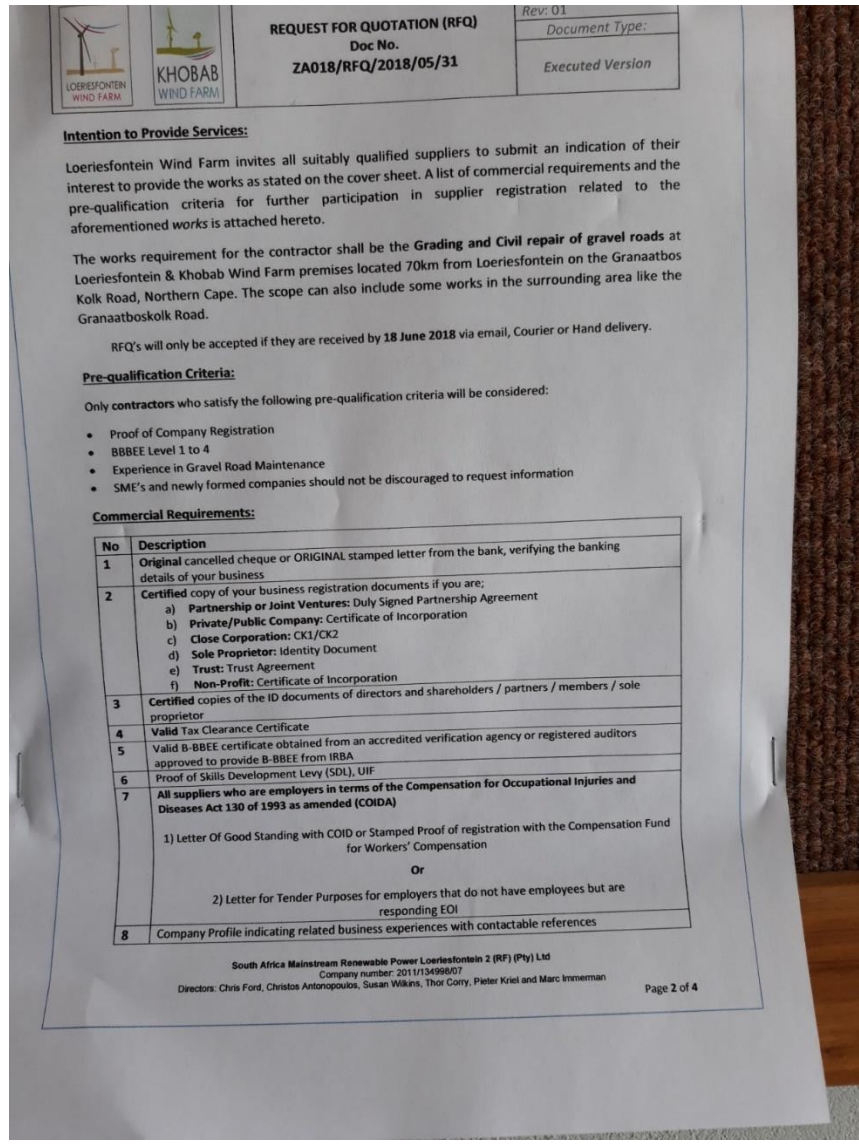 LOERIESFONTEIN
WIND FARM
KHOBAB
WIND FARM
REQUEST FOR QUOTATION (RFQ)
Doc No.
ZA018/RFQ/2018/05/31
Rev: 01
Document Type:
Executed Version
Intention to Provide Services:
Loeriesfontein Wind Farm invites all suitably qualified suppliers to submit an indication of their
interest to provide the works as stated on the cover sheet. A list of commercial requirements and the
pre-qualification criteria for further participation in supplier registration related to the
aforementioned works is attached hereto.
The works requirement for the contractor shall be the Grading and Civil repair of gravel roads at
Loeriesfontein & Khobab Wind Farm premises located 70km from Loeriesfontein on the Granaatbos
Kolk Road, Northern Cape. The scope can also include some works in the surrounding area like the
Granaatboskolk Road.
RFQ's will only be accepted if they are received by 18 June 2018 via email, Courier or Hand delivery.
Pre-qualification Criteria:
Only contractors who satisfy the following pre-qualification criteria will be considered:
• Proof of Company Registration
• BBBEE Level 1 to 4
• Experience in Gravel Road Maintenance
• SME's and newly formed companies should not be discouraged to request information
Commercial Requirements:
No Description
1 Original cancelled cheque or ORIGINAL stamped letter from the bank, verifying the banking
details of your business
2 Certified copy of your business registration documents if you are;
a) Partnership or Joint Ventures: Duly Signed Partnership Agreement
b) Private/Public Company: Certificate of Incorporation
c) Close Corporation: CK1/CK2
d) Sole Proprietor: Identity Document
e) Trust: Trust Agreement
f) Non-Profit: Certificate of Incorporation
3 Certified copies of the ID documents of directors and shareholders / partners / members / sole
proprietor
4 Valid Tax Clearance Certificate
5 Valid B-BBEE certificate obtained from an accredited verification agency or registered auditors
approved to provide B-BBEE from IRBA
6 Proof of Skills Development Levy (SDL), UIF
7 All suppliers who are employers in terms of the Compensation for Occupational Injuries and
Diseases Act 130 of 1993 as amended (COIDA)
1) Letter Of Good Standing with COID or Stamped Proof of registration with the Compensation Fund
for Workers' Compensation
Or
2) Letter for Tender Purposes for employers that do not have employees but are
responding EOI
8 Company Profile indicating related business experiences with contactable references
South Africa Mainstream Renewable Power Loeriesfontein 2 (RF) (Pty) Ltd
Company number: 2011/134998/07
Directors: Chris Ford, Christos Antonopoulos, Susan Wilkins, Thor Corry, Pieter Kriel and Marc Immerman
Page 2 of 4